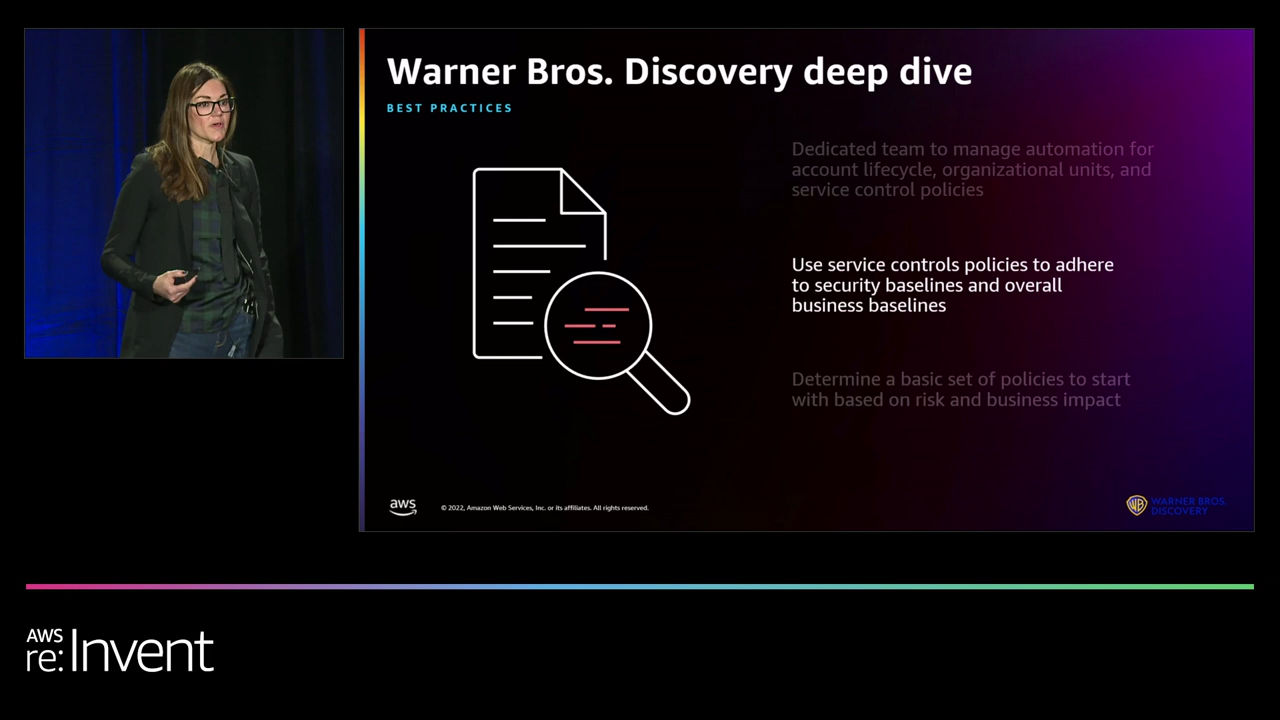 Warner Bros. Discovery deep dive
BEST PRACTICES
Dedicated team to manage automation for
account lifecycle, organizational units, and
service control policies
Use service controls policies to adhere
to security baselines and overall
business baselines
Determine a basic set of policies to start
with based on risk and business impact
aws
© 2022, Amazon Web Services, Inc. or its affiliates. All rights reserved.
WB
WARNER BROS.
DISCOVERY
AWS
re:Invent